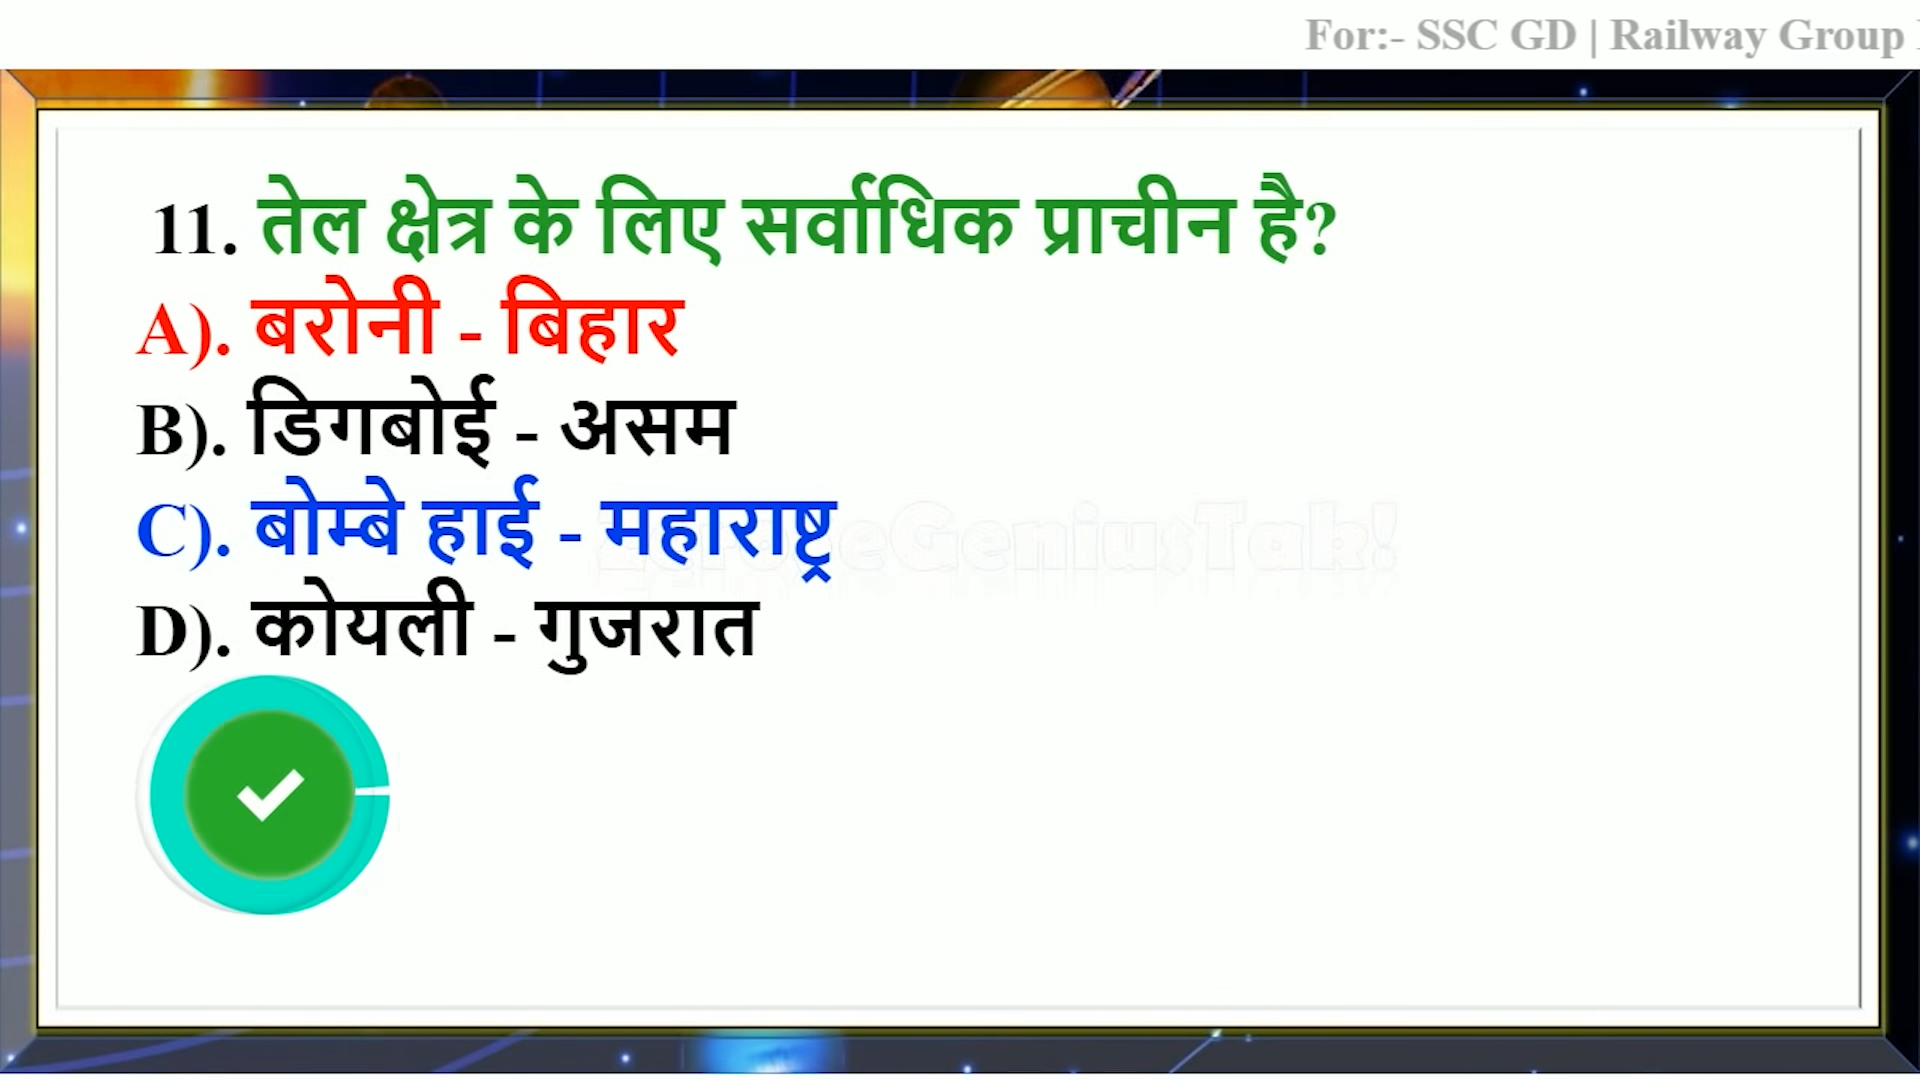 For:- SSC GD | Railway Group
11. तेल क्षेत्र के लिए सर्वाधिक प्राचीन है?
A). बरोनी - बिहार
B). डिगबोई - असम
C). बोम्बे हाई - महाराष्ट्र
D). कोयली - गुजरात